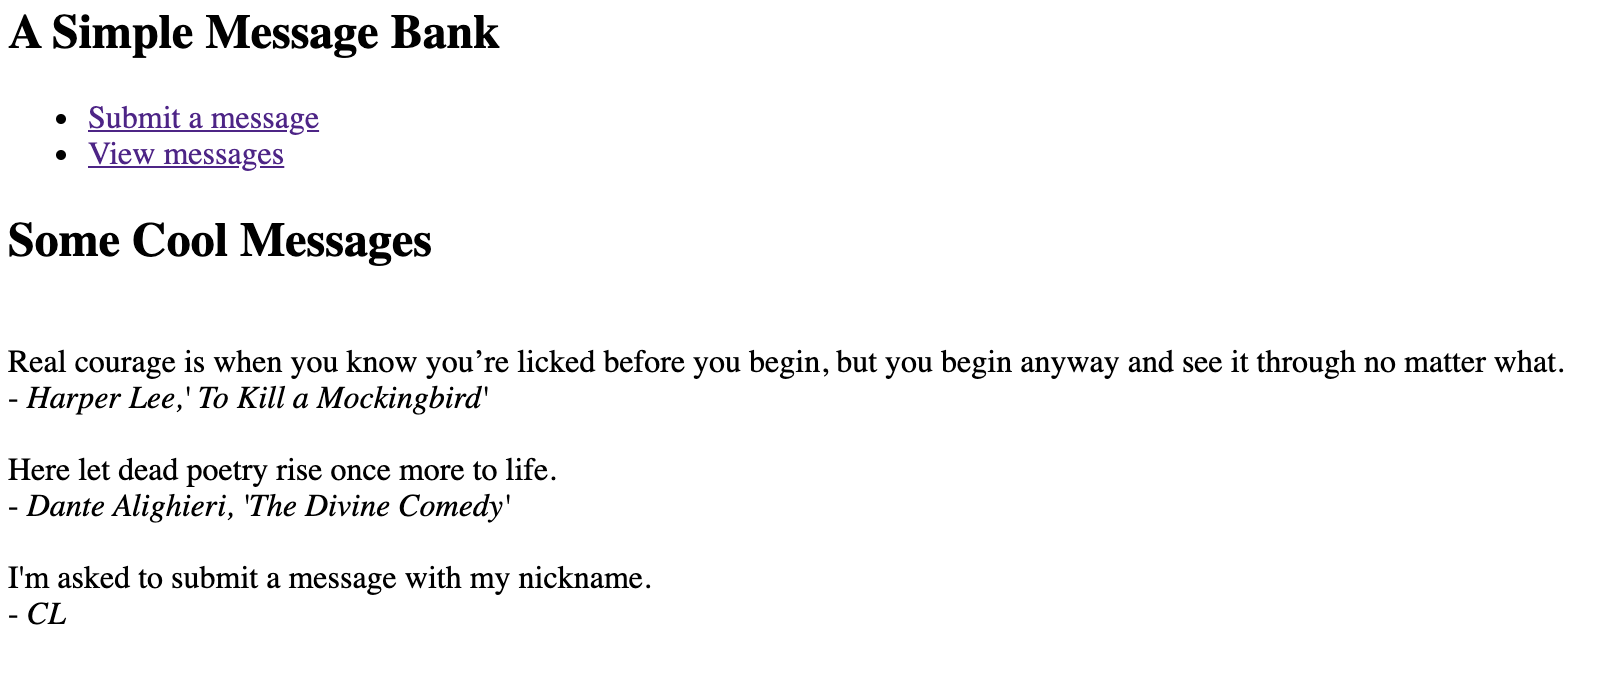 A Simple Message Bank
• Submit a message
• View messages
Some Cool Messages
Real courage is when you know you’re licked before you begin, but you begin anyway and see it through no matter what.
- Harper Lee,' To Kill a Mockingbird'
Here let dead poetry rise once more to life.
- Dante Alighieri, 'The Divine Comedy'
I'm asked to submit a message with my nickname.
- CL